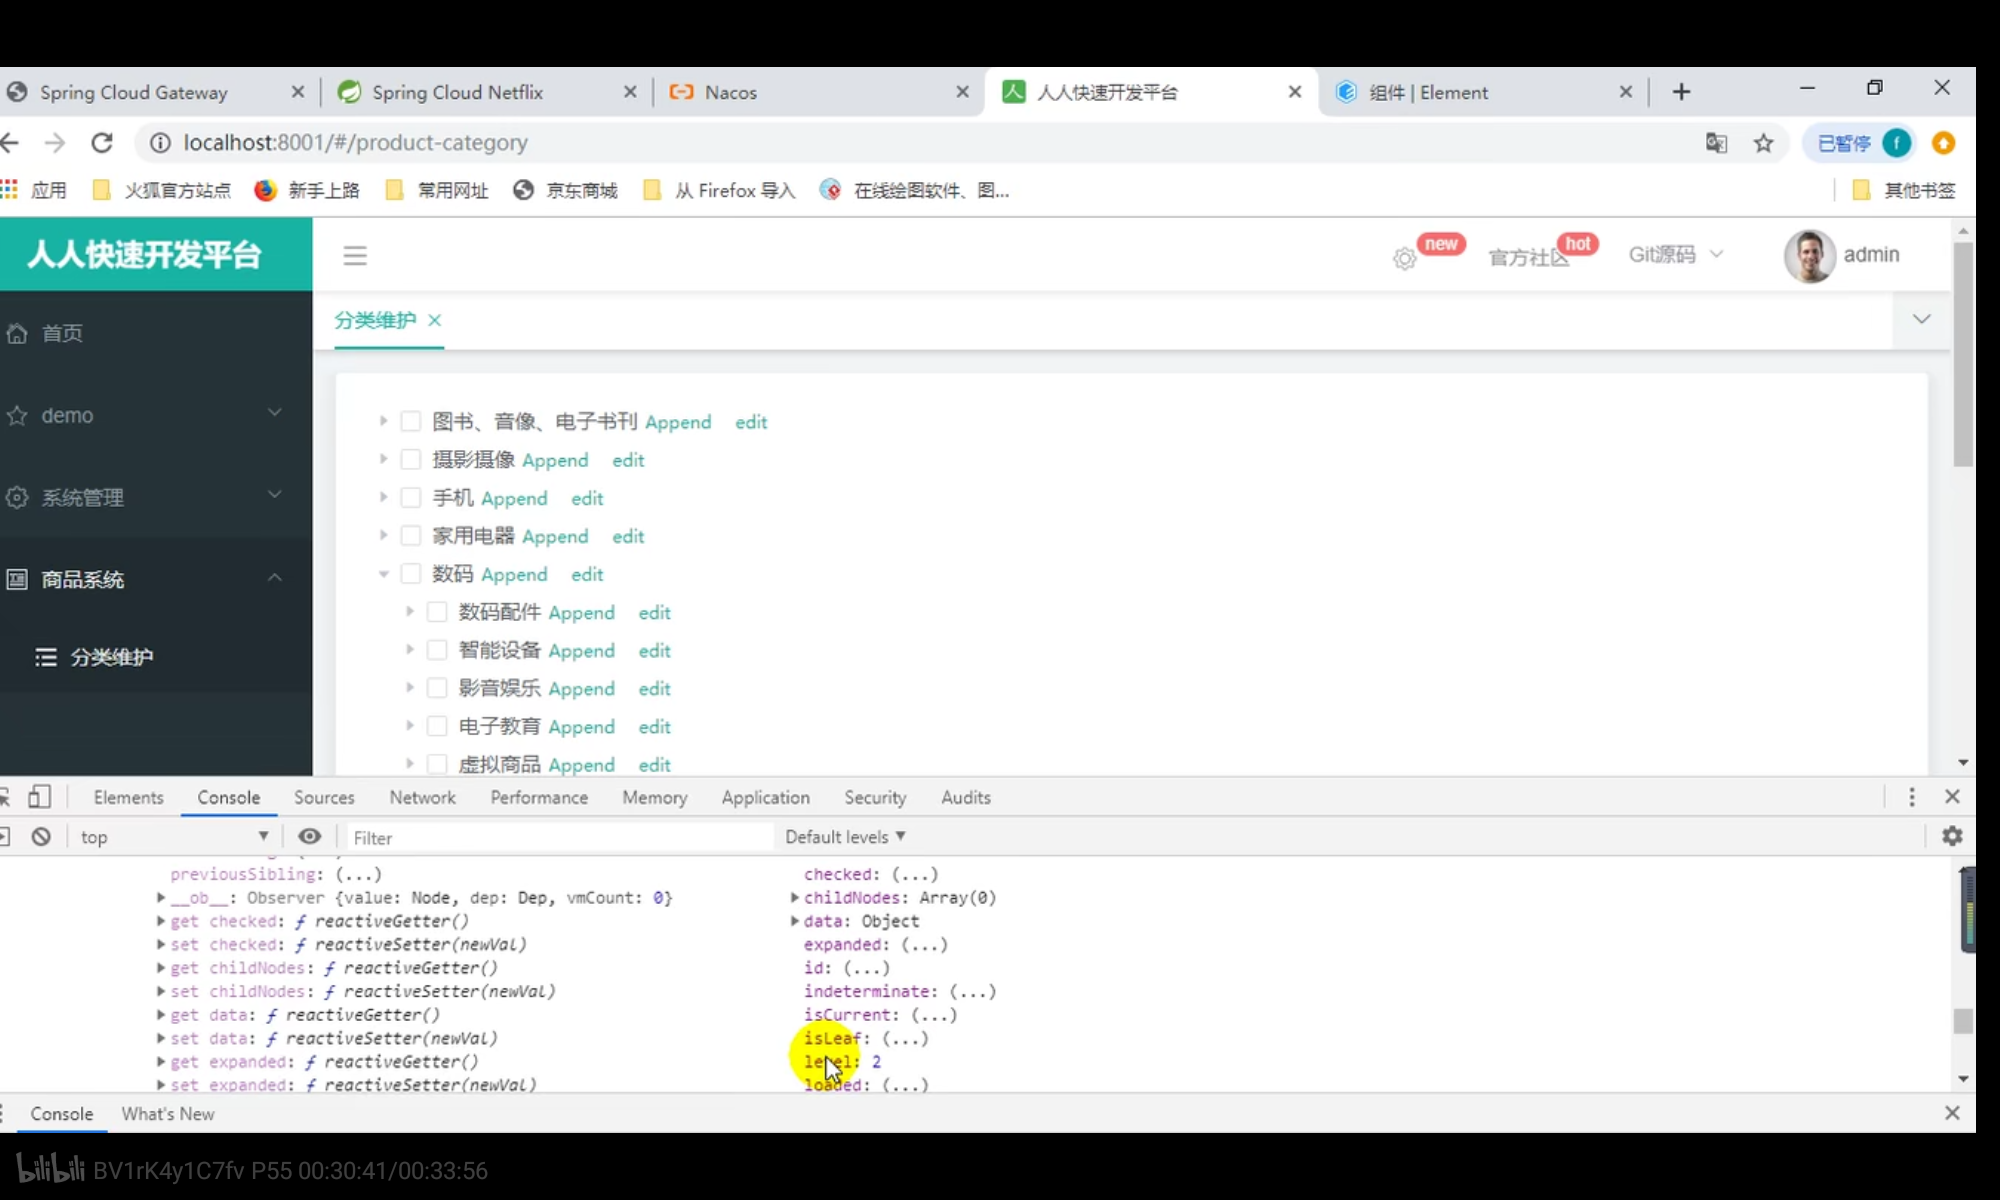 Spring Cloud Gateway
Spring Cloud Netflix
Nacos
人人快速开发平台
组件 | Element
localhost:8001/#/product-category
已暂停 f
应用
火狐官方站点
新手上路
常用网址
京东商城
从 Firefox 导入
在线绘图软件、图...
其他书签
人人快速开发平台
new
官方社区
hot
Git源码
admin
首页
demo
系统管理
商品系统
分类维护
分类维护
图书、音像、电子书刊 Append edit
摄影摄像 Append edit
手机 Append edit
家用电器 Append edit
数码 Append edit
数码配件 Append edit
智能设备 Append edit
影音娱乐 Append edit
电子教育 Append edit
虚拟商品 Append edit
Elements Console Sources Network Performance Memory Application Security Audits
top
Filter
Default levels
previousSibling: (...)
__ob__: Observer {value: Node, dep: Dep, vmCount: 0}
get checked: ƒ reactiveGetter()
set checked: ƒ reactiveSetter(newVal)
get childNodes: ƒ reactiveGetter()
set childNodes: ƒ reactiveSetter(newVal)
get data: ƒ reactiveGetter()
set data: ƒ reactiveSetter(newVal)
get expanded: ƒ reactiveGetter()
set expanded: ƒ reactiveSetter(newVal)
checked: (...)
childNodes: Array(0)
data: Object
expanded: (...)
id: (...)
indeterminate: (...)
isCurrent: (...)
isLeaf: (...)
level: 2
loaded: (...)
Console
What's New
bilibili BV1rK4y1C7fv P55 00:30:41/00:33:56